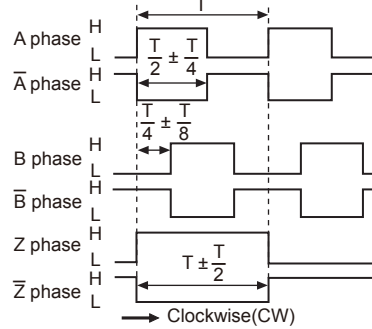 T
A phase H
L
T/2 ± T/4
A̅ phase H
L
T/4 ± T/8
B phase H
L
B̅ phase H
L
Z phase H
L
T ± T/2
Z̅ phase H
L
Clockwise(CW)